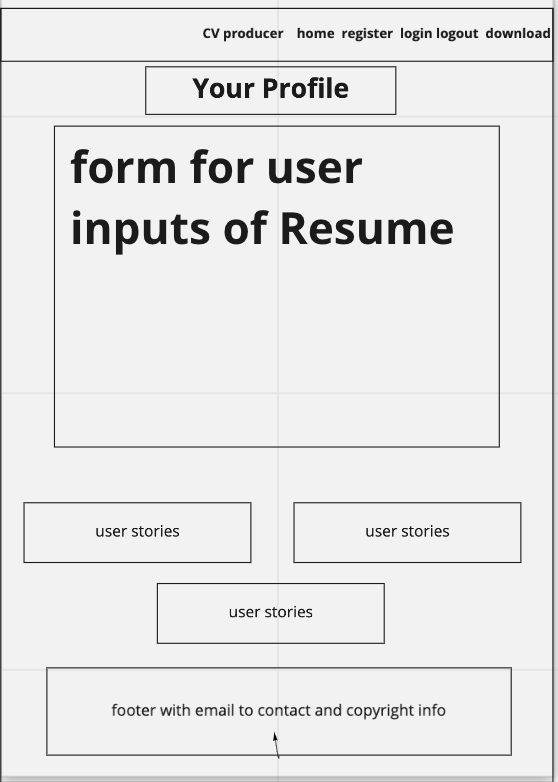 CV producer home register login logout download
Your Profile
form for user
inputs of Resume
user stories
user stories
user stories
footer with email to contact and copyright info